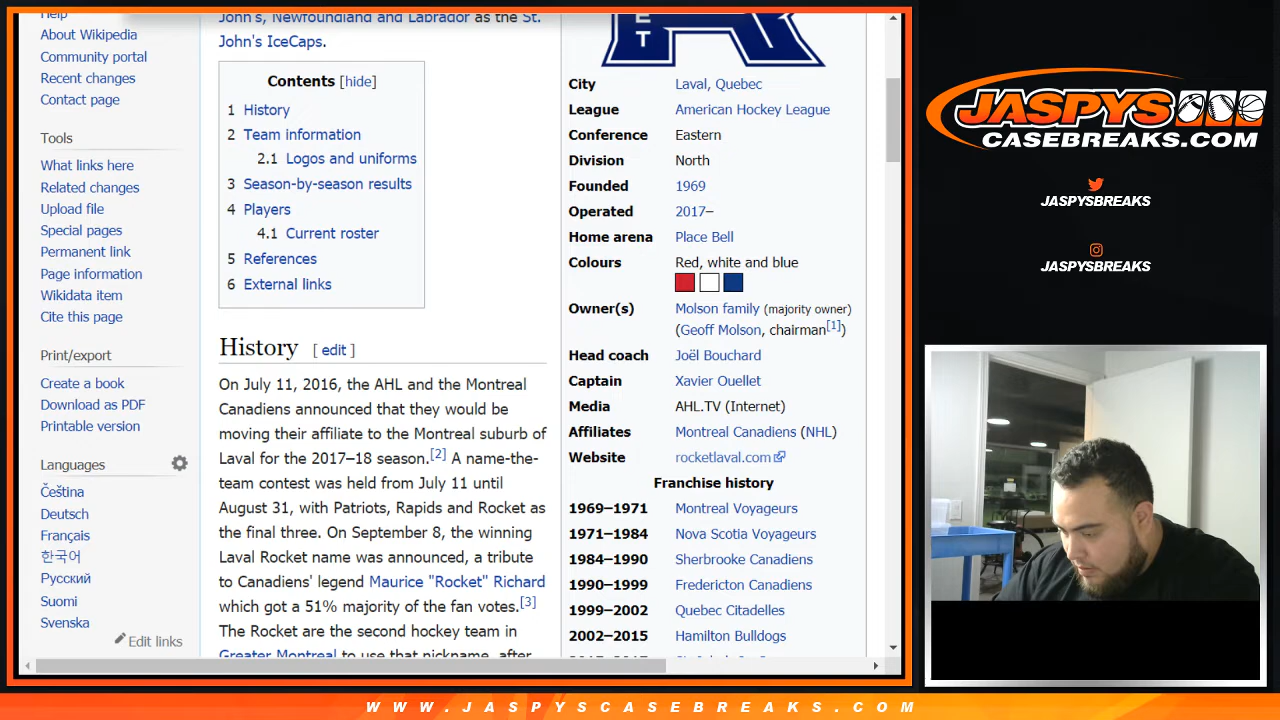 Help
About Wikipedia
Community portal
Recent changes
Contact page
Tools
What links here
Related changes
Upload file
Special pages
Permanent link
Page information
Wikidata item
Cite this page
Print/export
Create a book
Download as PDF
Printable version
Languages
Čeština
Deutsch
Français
한국어
Русский
Suomi
Svenska
Edit links
John's, Newfoundland and Labrador as the St.
John's IceCaps.
Contents [hide]
1 History
2 Team information
2.1 Logos and uniforms
3 Season-by-season results
4 Players
4.1 Current roster
5 References
6 External links
History [ edit ]
On July 11, 2016, the AHL and the Montreal
Canadiens announced that they would be
moving their affiliate to the Montreal suburb of
Laval for the 2017–18 season.[2] A name-the-
team contest was held from July 11 until
August 31, with Patriots, Rapids and Rocket as
the final three. On September 8, the winning
Laval Rocket name was announced, a tribute
to Canadiens' legend Maurice "Rocket" Richard
which got a 51% majority of the fan votes.[3]
The Rocket are the second hockey team in
Greater Montreal to use that nickname, after
ET
City Laval, Quebec
League American Hockey League
Conference Eastern
Division North
Founded 1969
Operated 2017–
Home arena Place Bell
Colours Red, white and blue
Owner(s) Molson family (majority owner)
(Geoff Molson, chairman[1])
Head coach Joël Bouchard
Captain Xavier Ouellet
Media AHL.TV (Internet)
Affiliates Montreal Canadiens (NHL)
Website rocketlaval.com
Franchise history
1969–1971 Montreal Voyageurs
1971–1984 Nova Scotia Voyageurs
1984–1990 Sherbrooke Canadiens
1990–1999 Fredericton Canadiens
1999–2002 Quebec Citadelles
2002–2015 Hamilton Bulldogs
JASPYS
CASEBREAKS.COM
JASPYSBREAKS
JASPYSBREAKS
WWW.JASPYSCASEBREAKS.COM